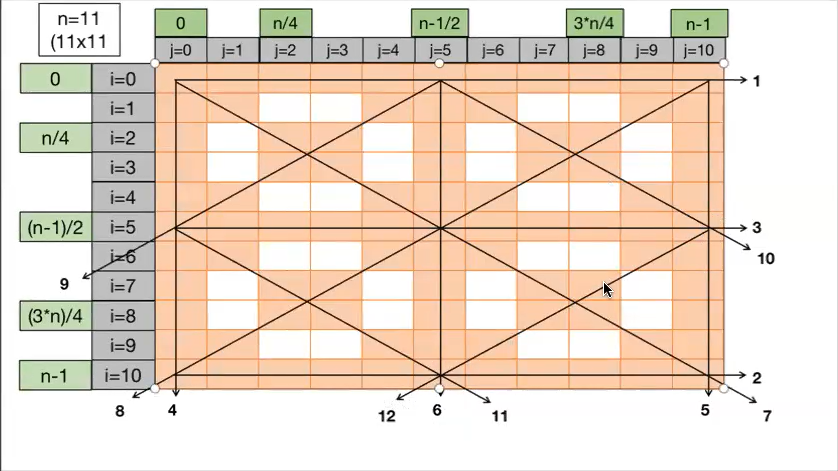 n=11
(11x11
0 n/4 n-1/2 3*n/4 n-1
j=0 j=1 j=2 j=3 j=4 j=5 j=6 j=7 j=8 j=9 j=10
0 i=0 1
i=1
n/4 i=2
i=3
i=4
(n-1)/2 i=5 3
i=6 10
9 i=7
(3*n)/4 i=8
i=9
n-1 i=10 2
8 4 12 6 11 5 7